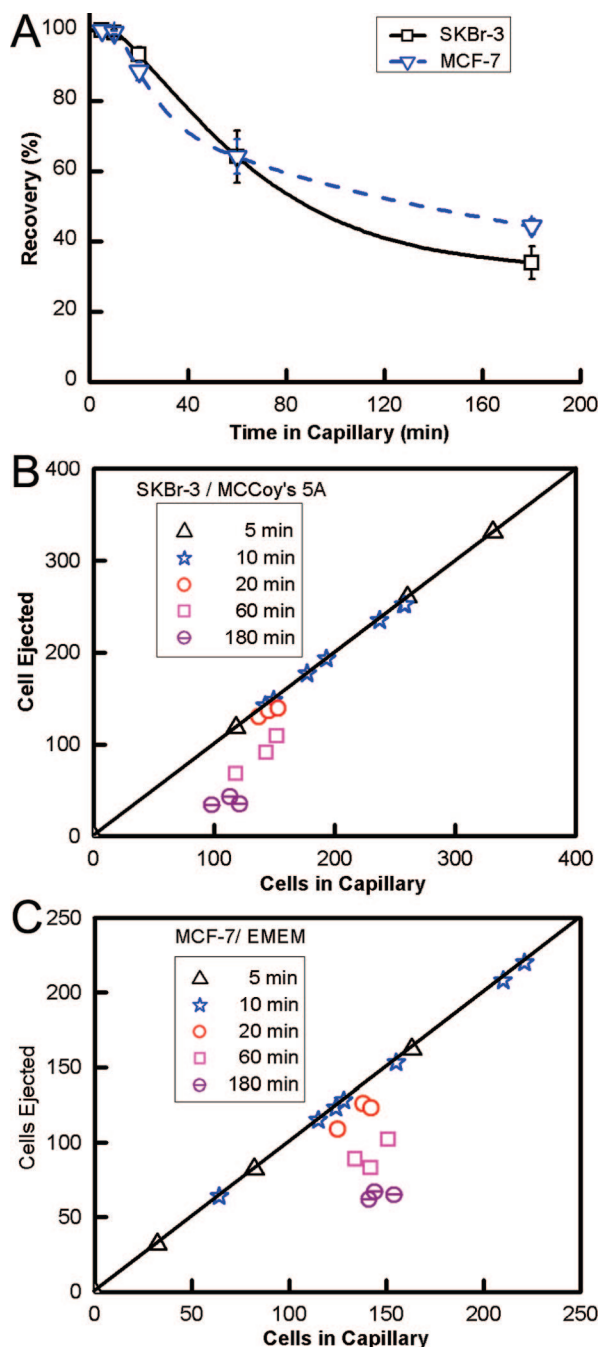 A
100
80
60
40
20
0
Recovery (%)
SKBr-3
MCF-7
0 40 80 120 160 200
Time in Capillary (min)
B
400
300
200
100
0
Cell Ejected
SKBr-3 / MCCoy's 5A
5 min
10 min
20 min
60 min
180 min
0 100 200 300 400
Cells in Capillary
C
250
200
150
100
50
0
Cells Ejected
MCF-7/ EMEM
5 min
10 min
20 min
60 min
180 min
0 50 100 150 200 250
Cells in Capillary